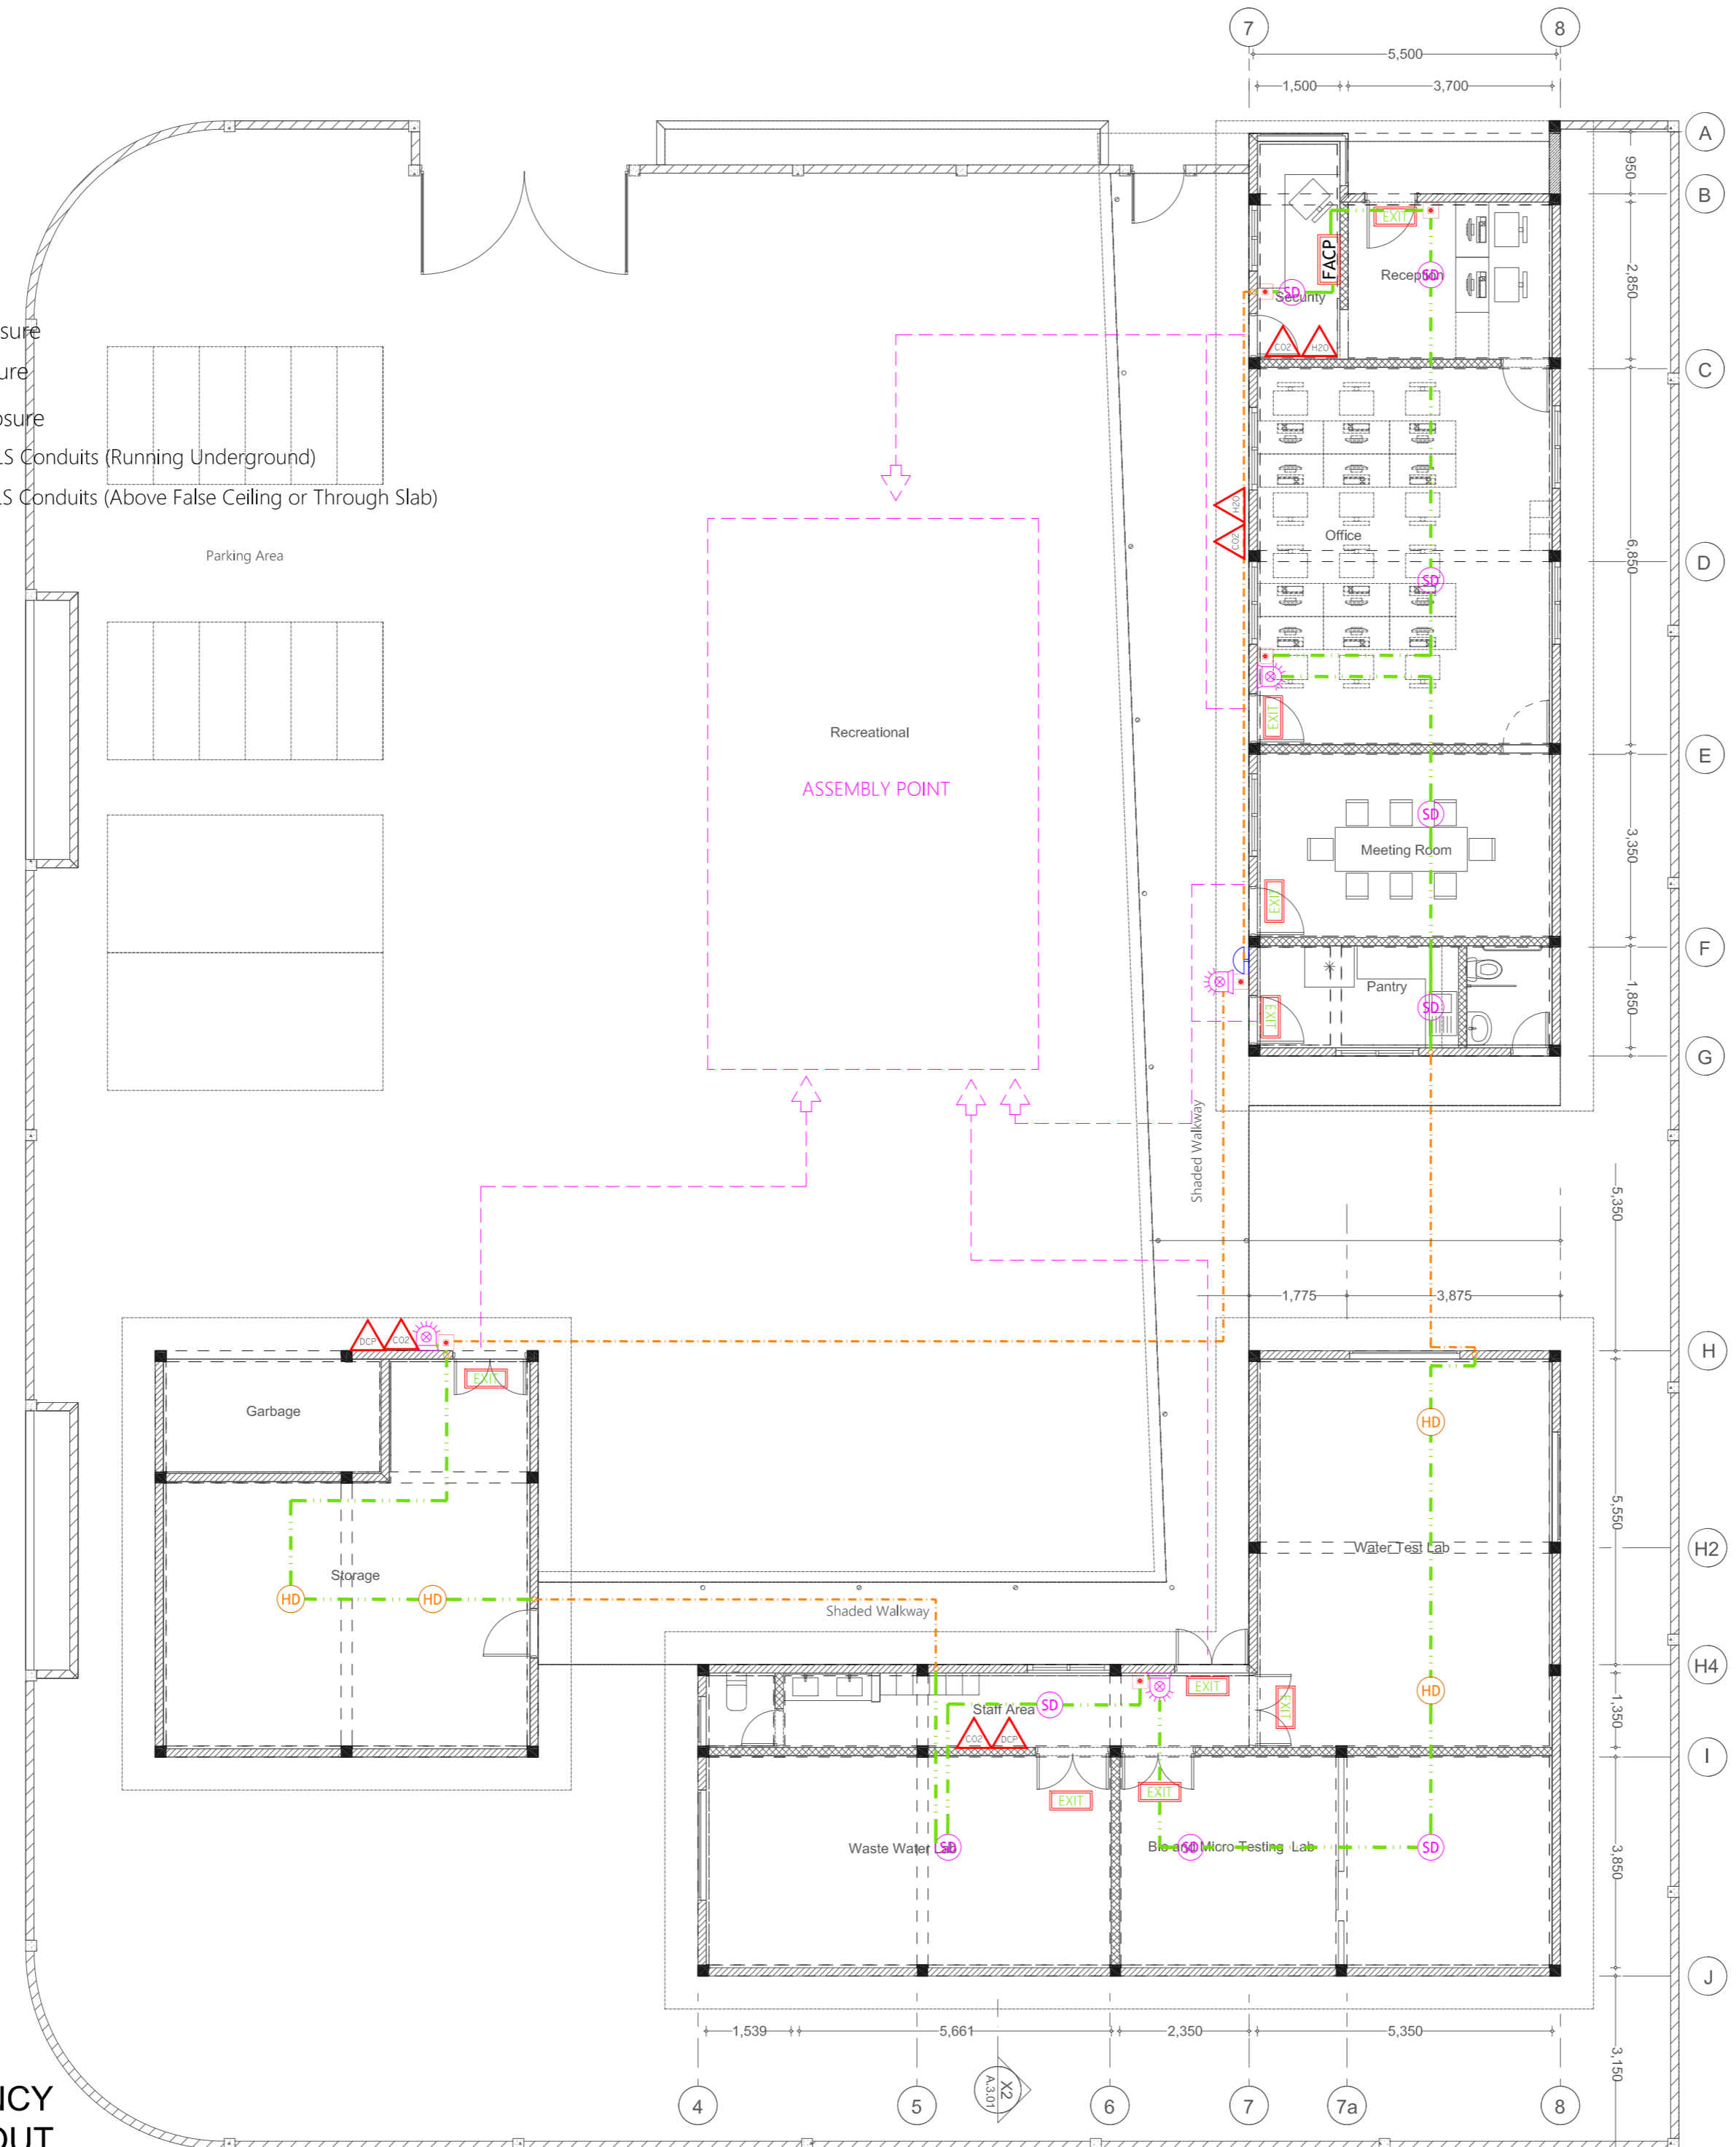 7
8
5,500
1,500
3,700
A
950
B
EXIT
FACP
2,850
Reception
SD
SD
Security
sure
CO2
H2O
ure
C
osure
LS Conduits (Running Underground)
LS Conduits (Above False Ceiling or Through Slab)
H2O
CO2
Office
6,850
Parking Area
D
SD
EXIT
Recreational
E
ASSEMBLY POINT
SD
3,350
Meeting Room
EXIT
F
Pantry
1,850
SD
EXIT
G
Shaded Walkway
5,350
1,775
3,875
DCP
CO2
H
EXIT
Garbage
HD
5,550
Water Test Lab
H2
Storage
HD
HD
Shaded Walkway
H4
EXIT
HD
EXIT
1,350
SD
Staff Area
CO2
DCP
I
EXIT
EXIT
Waste Water Lab
SD
Bio and Micro Testing Lab
SD
SD
3,850
J
1,539
5,661
2,350
5,350
3,150
X2
A.3.01
4
5
6
7
7a
8
NCY
OUT